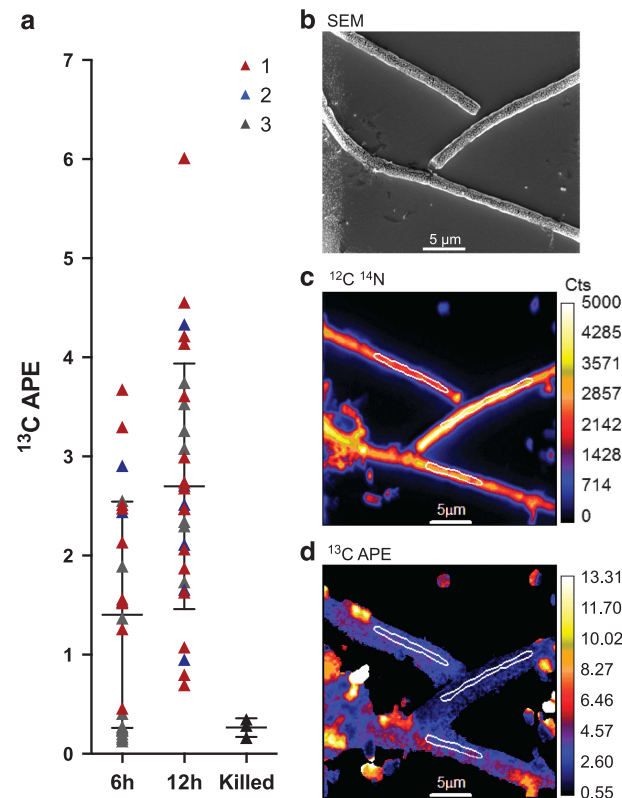 a
7
6
5
4
3
2
1
0
¹³C APE
1
2
3
6h
12h
Killed
b SEM
5 µm
c ¹²C ¹⁴N
Cts
5000
4285
3571
2857
2142
1428
714
0
5µm
d ¹³C APE
13.31
11.70
10.02
8.27
6.46
4.57
2.60
0.55
5µm